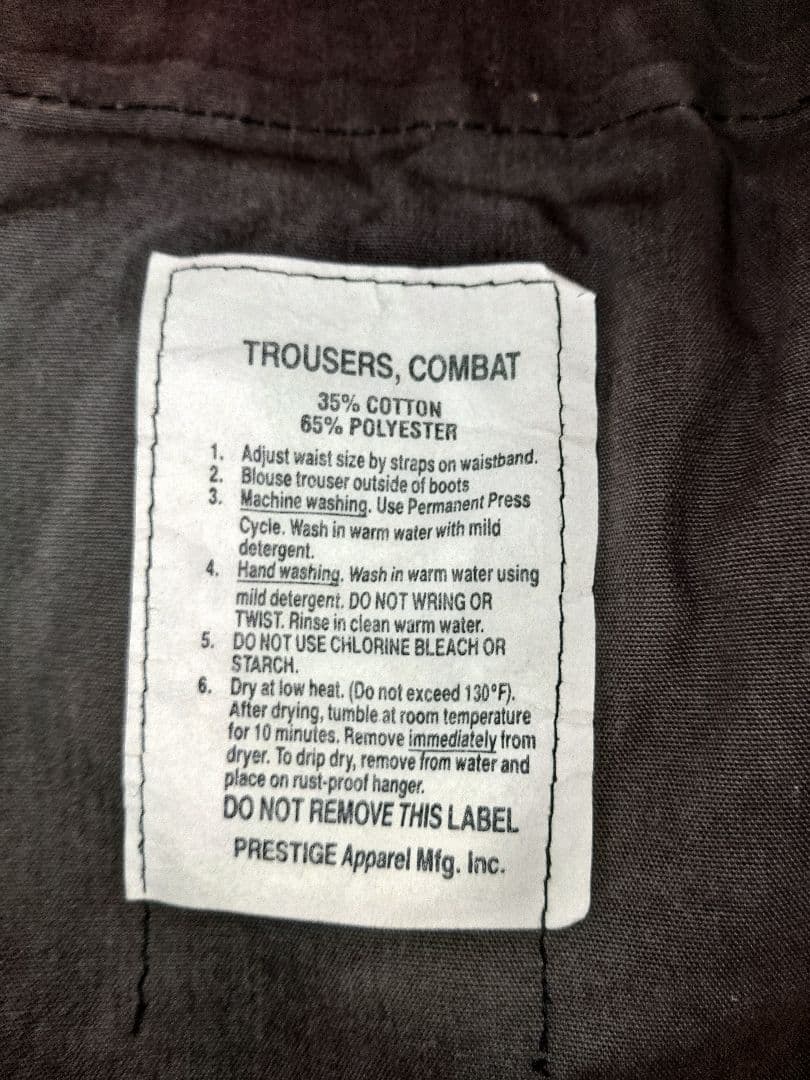 TROUSERS, COMBAT
35% COTTON
65% POLYESTER
1. Adjust waist size by straps on waistband.
2. Blouse trouser outside of boots
3. Machine washing. Use Permanent Press
Cycle. Wash in warm water with mild
detergent.
4. Hand washing. Wash in warm water using
mild detergent. DO NOT WRING OR
TWIST. Rinse in clean warm water.
5. DO NOT USE CHLORINE BLEACH OR
STARCH.
6. Dry at low heat. (Do not exceed 130°F).
After drying, tumble at room temperature
for 10 minutes. Remove immediately from
dryer. To drip dry, remove from water and
place on rust-proof hanger.
DO NOT REMOVE THIS LABEL
PRESTIGE Apparel Mfg. Inc.